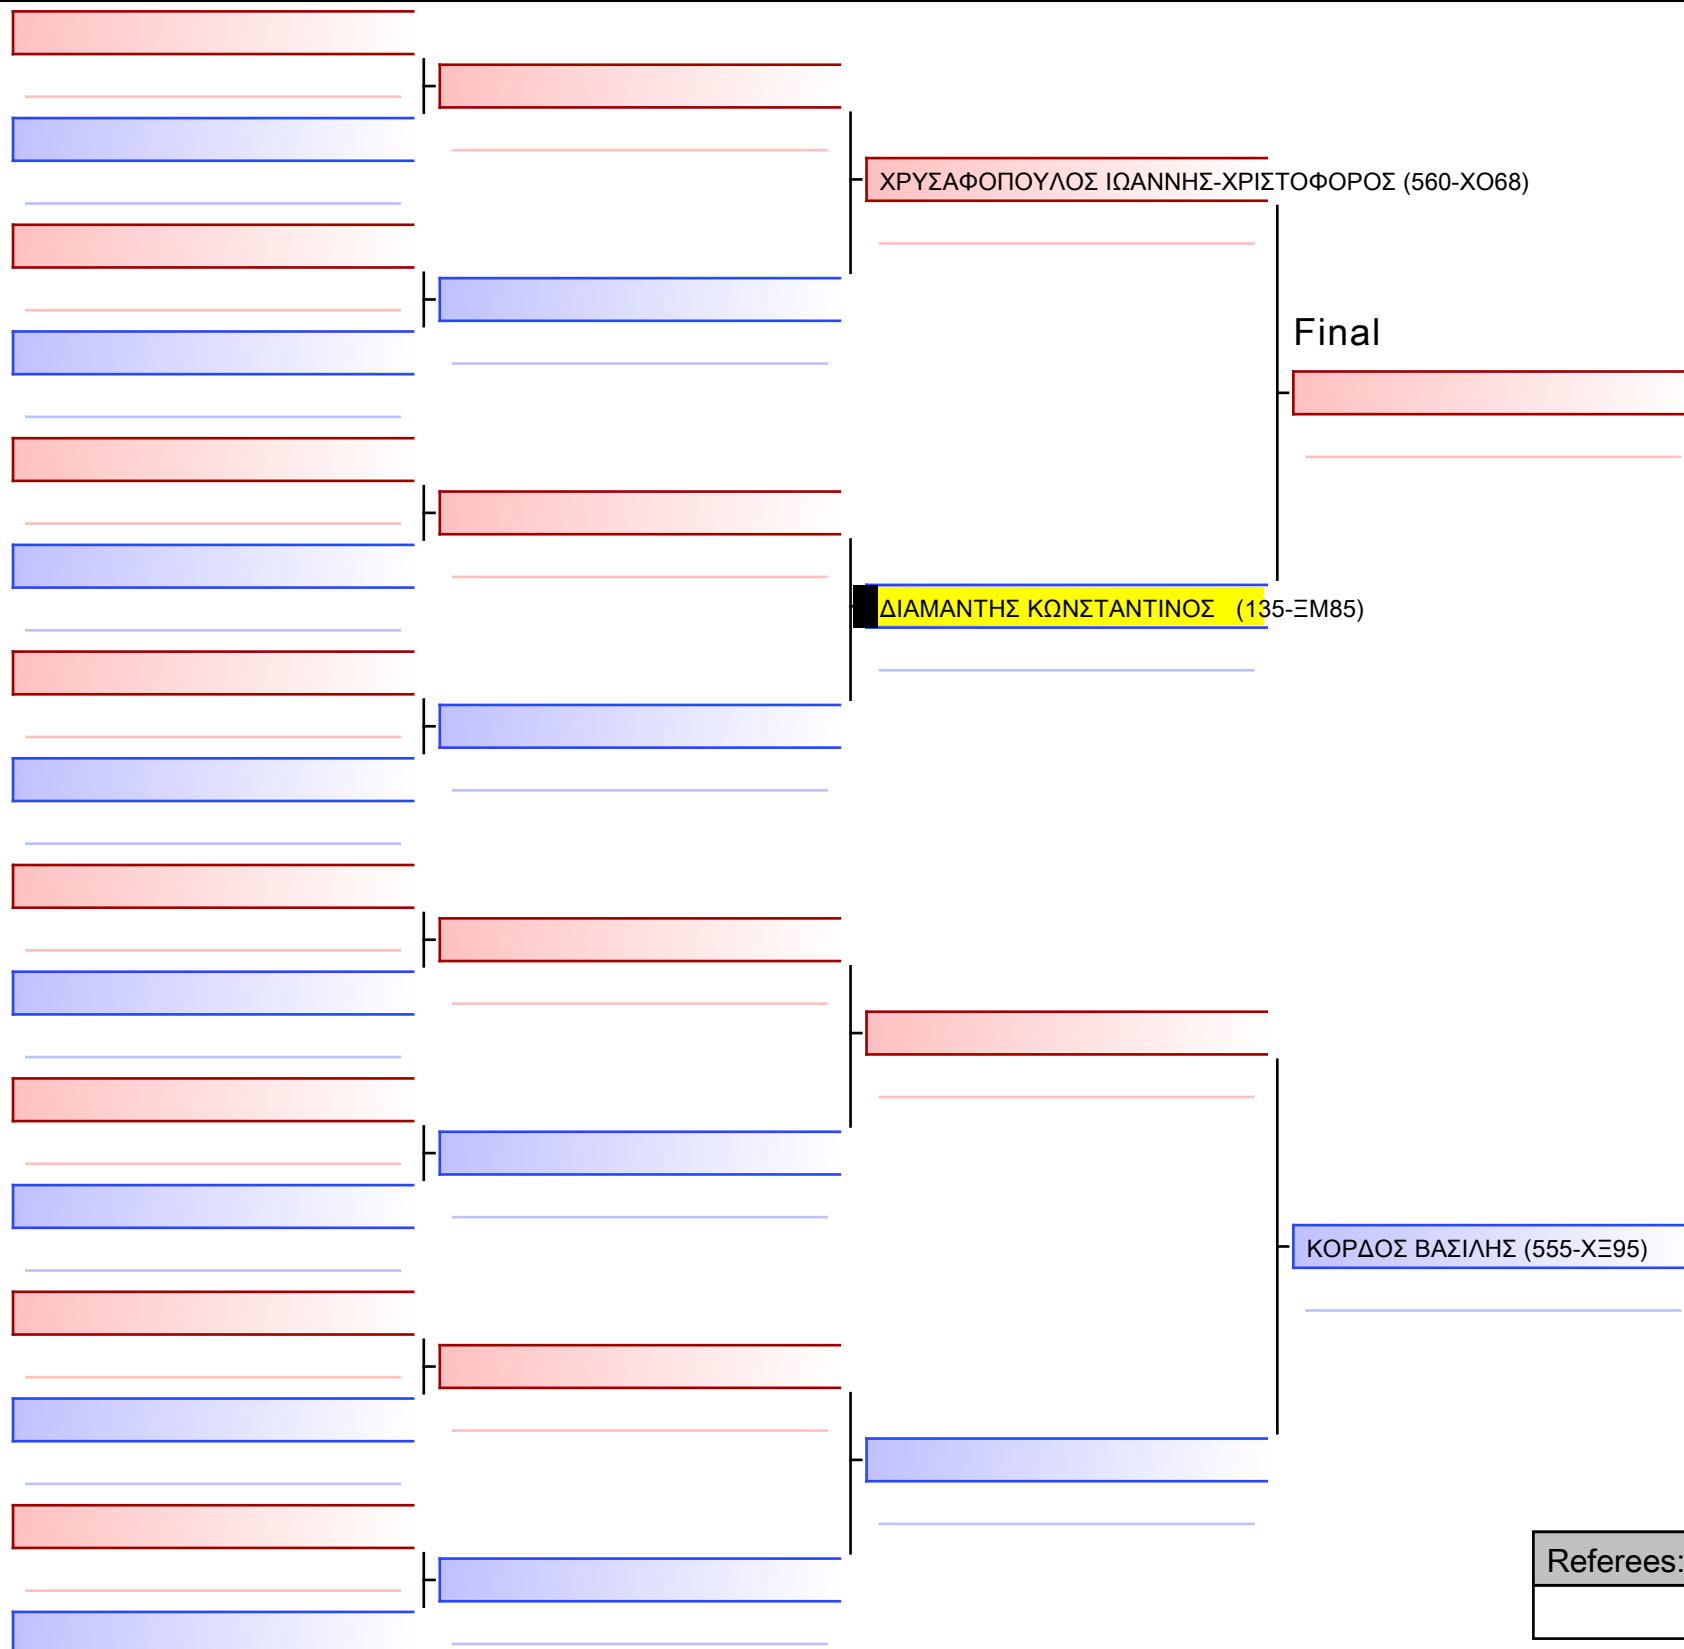 ΧΡΥΣΑΦΟΠΟΥΛΟΣ ΙΩΑΝΝΗΣ-ΧΡΙΣΤΟΦΟΡΟΣ (560-ΧΟ68)
Final
ΔΙΑΜΑΝΤΗΣ ΚΩΝΣΤΑΝΤΙΝΟΣ (135-ΞΜ85)
ΚΟΡΔΟΣ ΒΑΣΙΛΗΣ (555-ΧΞ95)
Referees: